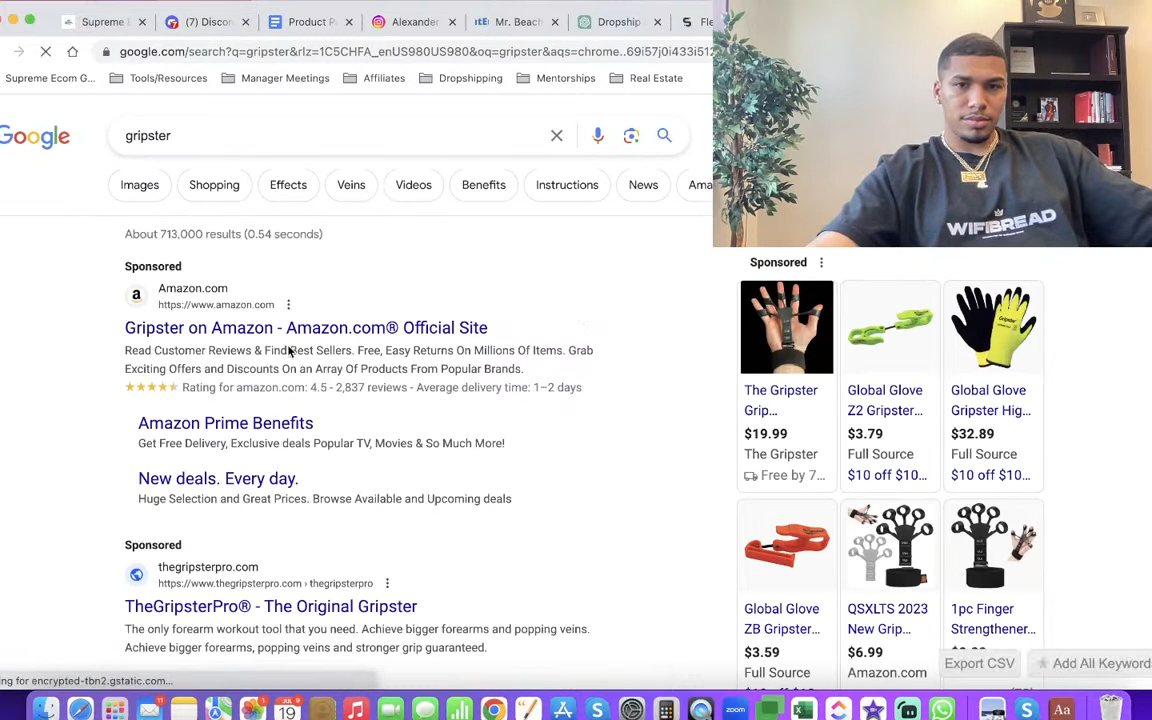 Supreme
(7) Discor
Product P
Alexander
Mr. Beach
Dropship
Fle
google.com/search?q=gripster&rlz=1C5CHFA_enUS980US980&oq=gripster&aqs=chrome..69i57j0i433i512
Supreme Ecom G...
Tools/Resources
Manager Meetings
Affiliates
Dropshipping
Mentorships
Real Estate
Google
gripster
Images
Shopping
Effects
Veins
Videos
Benefits
Instructions
News
Ama
About 713,000 results (0.54 seconds)
Sponsored
a
Amazon.com
https://www.amazon.com
Gripster on Amazon - Amazon.com® Official Site
Read Customer Reviews & Find Best Sellers. Free, Easy Returns On Millions Of Items. Grab
Exciting Offers and Discounts On an Array Of Products From Popular Brands.
Rating for amazon.com: 4.5 - 2,837 reviews - Average delivery time: 1–2 days
Amazon Prime Benefits
Get Free Delivery, Exclusive deals Popular TV, Movies & So Much More!
New deals. Every day.
Huge Selection and Great Prices. Browse Available and Upcoming deals
Sponsored
thegripsterpro.com
https://www.thegripsterpro.com › thegripsterpro
TheGripsterPro® - The Original Gripster
The only forearm workout tool that you need. Achieve bigger forearms and popping veins.
Achieve bigger forearms, popping veins and stronger grip guaranteed.
ng for encrypted-tbn2.gstatic.com...
WIFIBREAD
Sponsored
The Gripster
Grip...
$19.99
The Gripster
Free by 7...
Global Glove
Z2 Gripster...
$3.79
Full Source
$10 off $10...
Global Glove
Gripster Hig...
$32.89
Full Source
$10 off $10...
Global Glove
ZB Gripster...
$3.59
Full Source
QSXLTS 2023
New Grip...
$6.99
Amazon.com
1pc Finger
Strengthener...
Export CSV
Add All Keyword
JUL
19
zoom
Aa